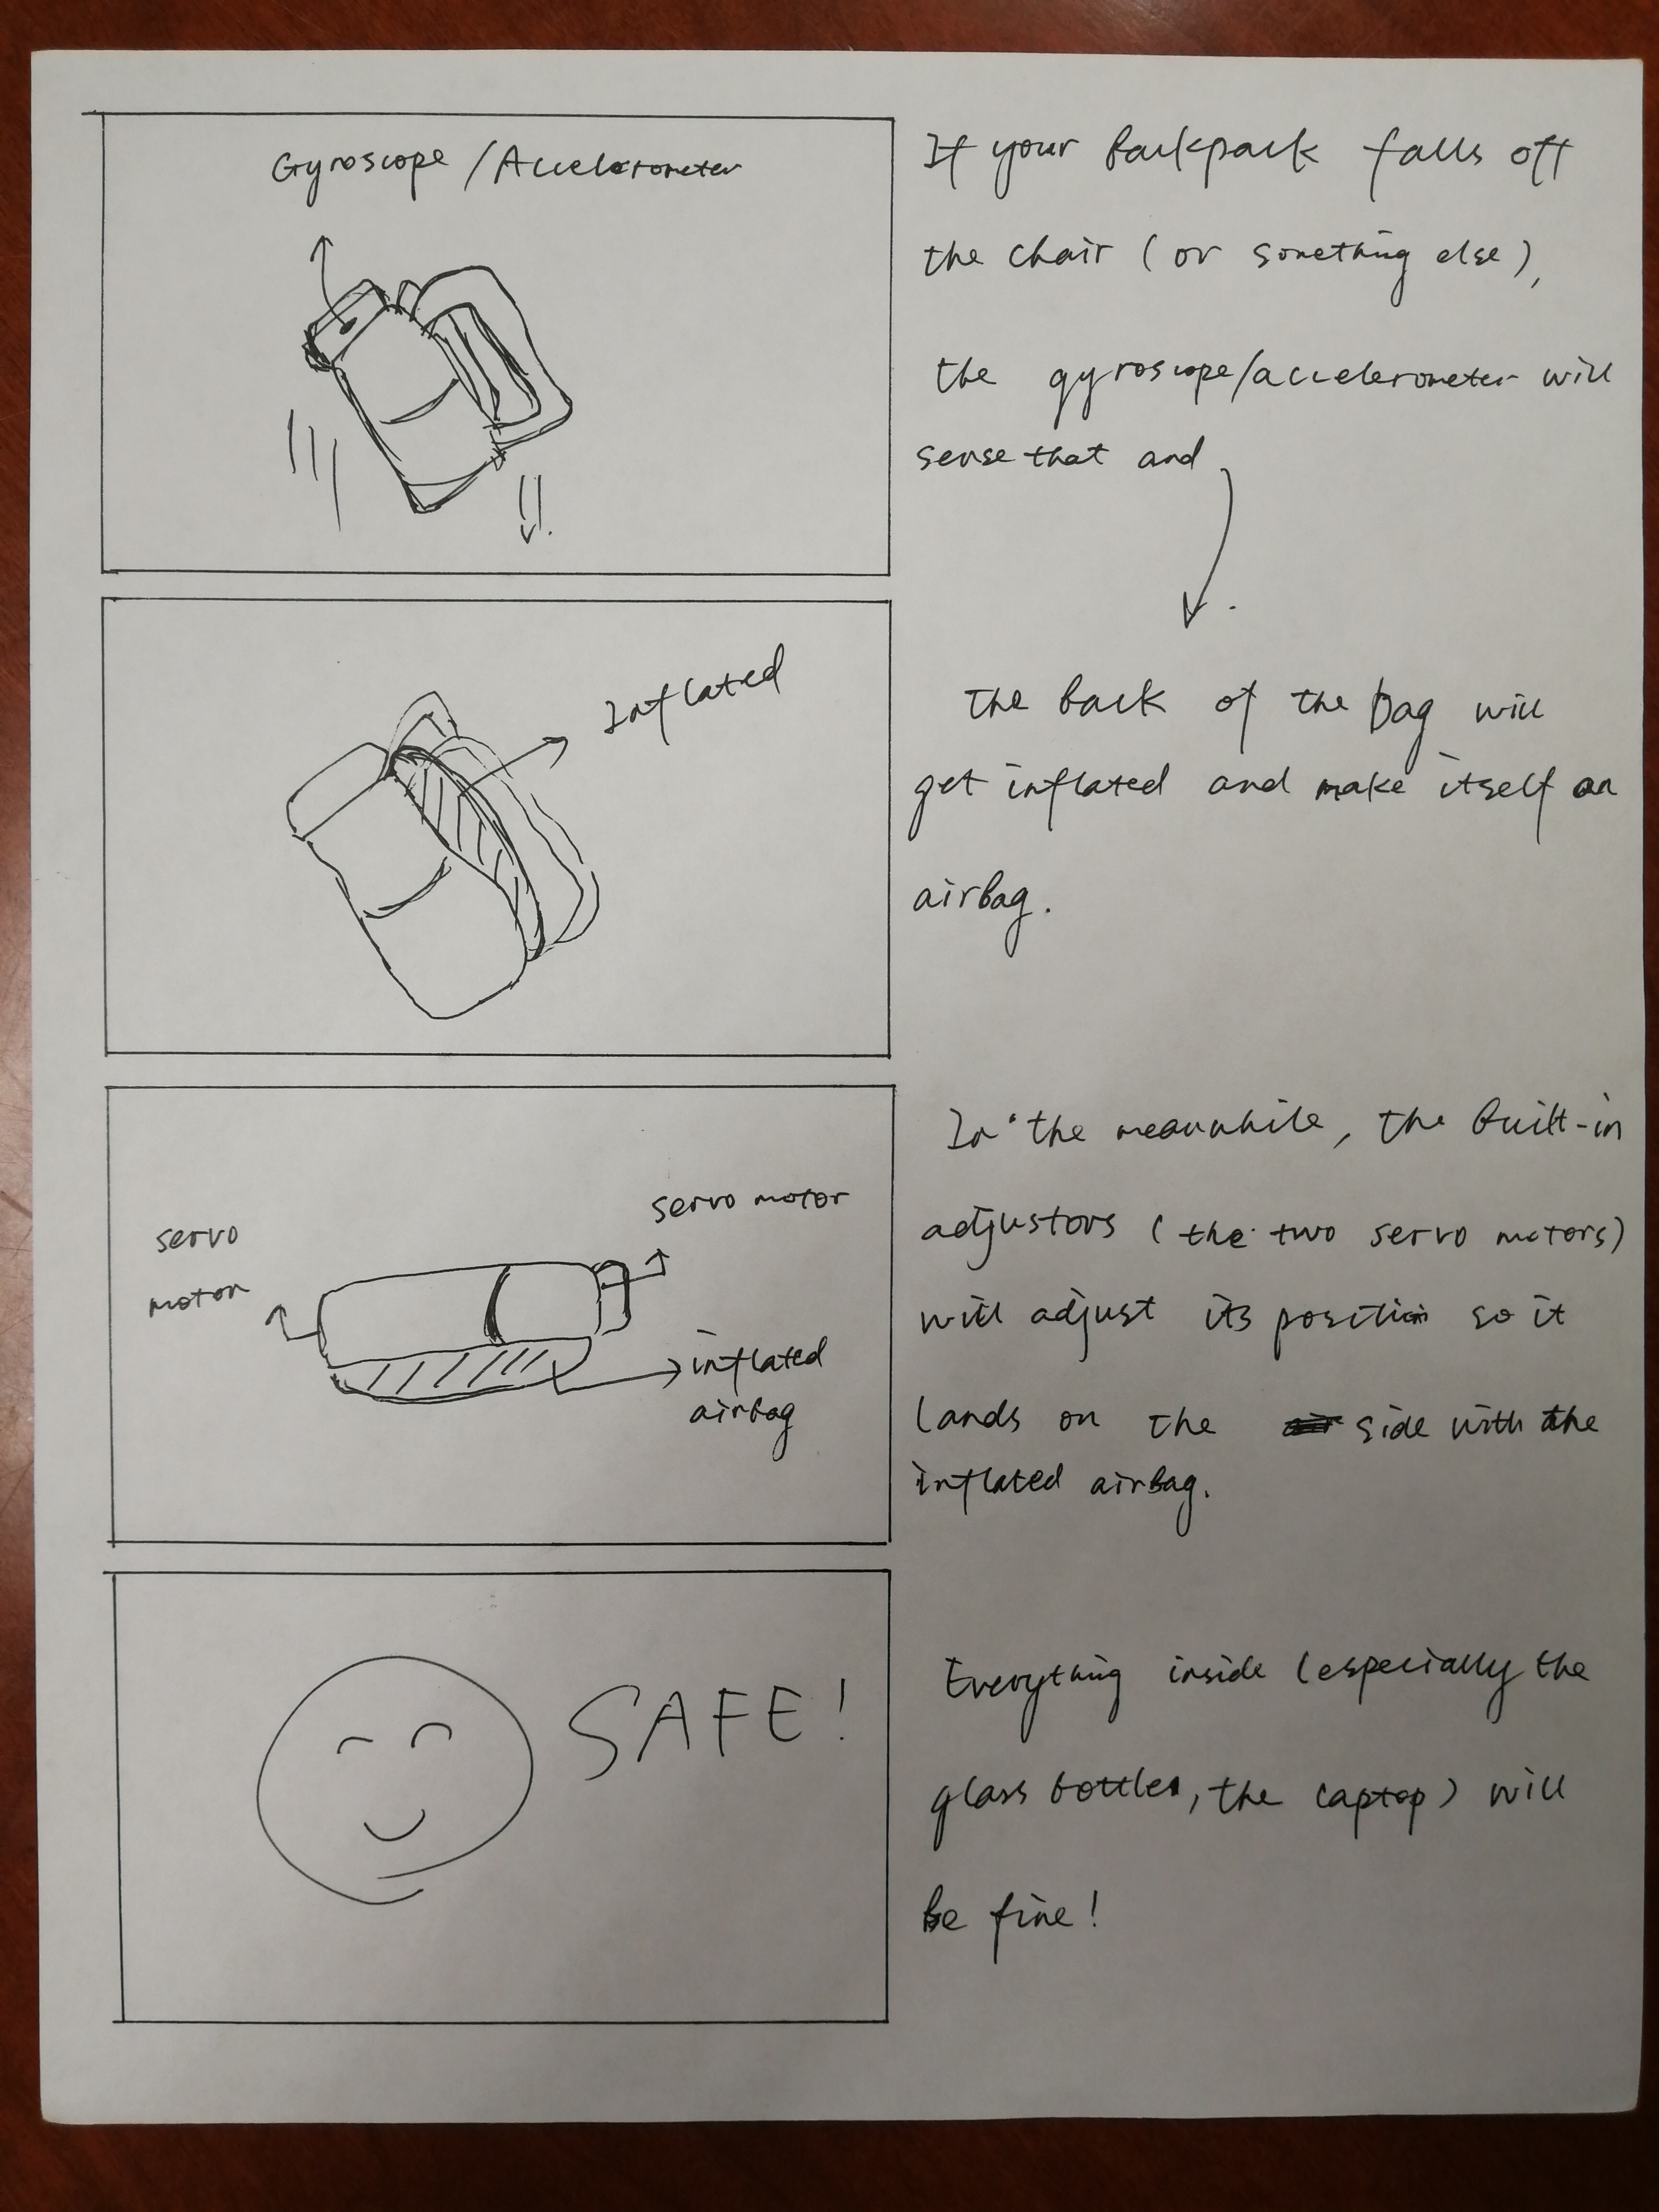 Gyroscope /Accelerometer
If your backpack falls off
the chair (or something else),
the gyroscope/accelerometer will
sense that and
Inflated
The back of the bag will
get inflated and make itself an
airbag.
servo motor
servo
motor
inflated
airbag
In the meanwhile, the built-in
adjustors (the two servo motors)
will adjust its position so it
lands on the side with the
inflated airbag.
SAFE!
Everything inside (especially the
glass bottles, the laptop) will
be fine!